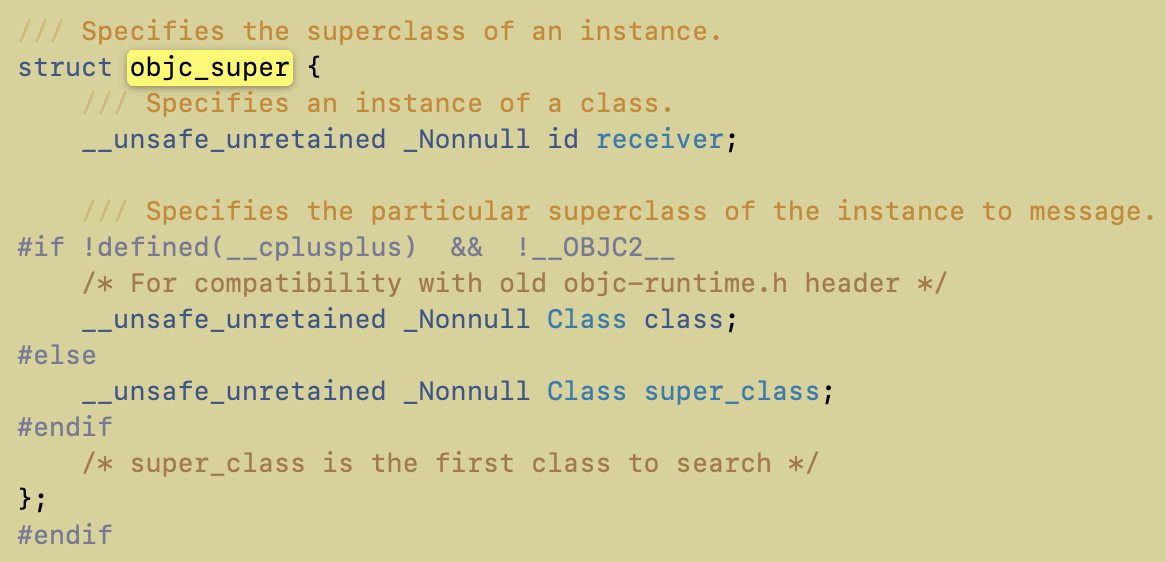 /// Specifies the superclass of an instance.
struct objc_super {
    /// Specifies an instance of a class.
    __unsafe_unretained _Nonnull id receiver;

    /// Specifies the particular superclass of the instance to message.
#if !defined(__cplusplus)  &&  !__OBJC2__
    /* For compatibility with old objc-runtime.h header */
    __unsafe_unretained _Nonnull Class class;
#else
    __unsafe_unretained _Nonnull Class super_class;
#endif
    /* super_class is the first class to search */
};
#endif